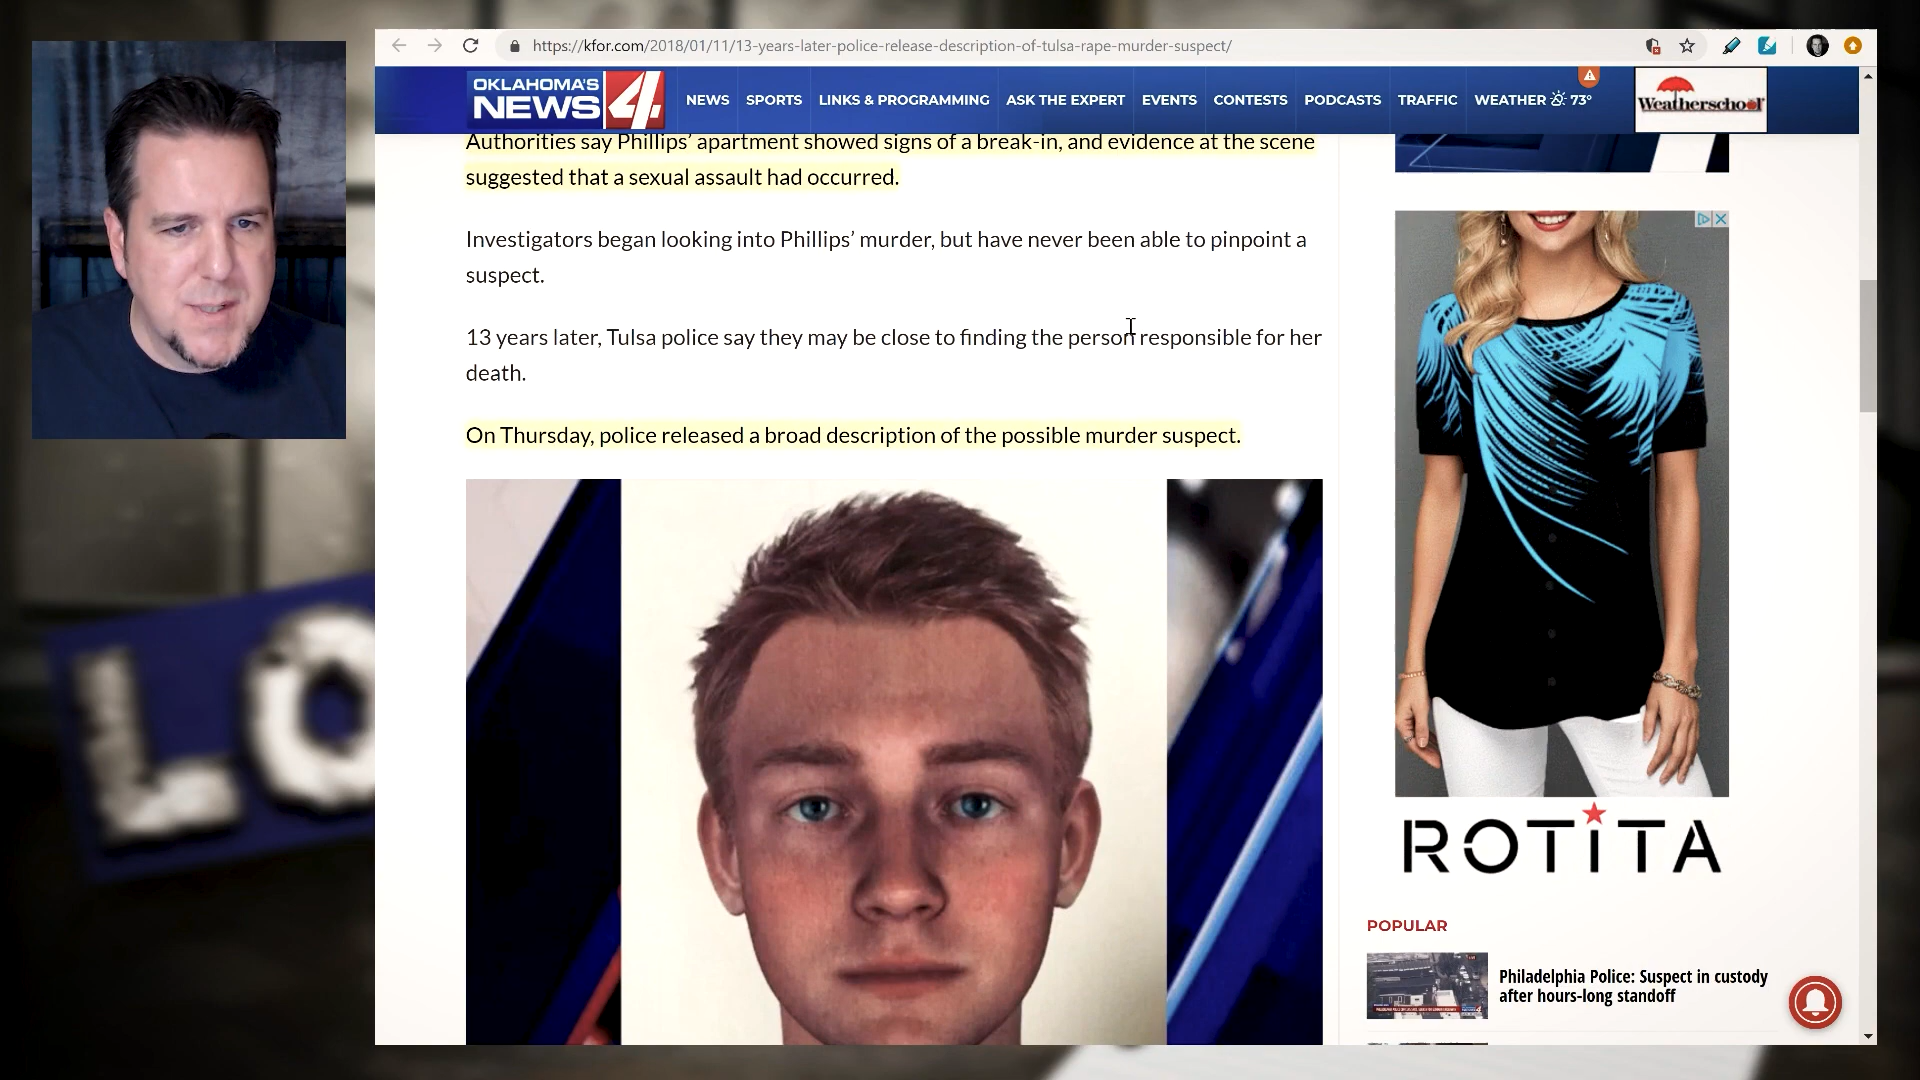 https://kfor.com/2018/01/11/13-years-later-police-release-description-of-tulsa-rape-murder-suspect/
OKLAHOMA'S
NEWS 4
NEWS SPORTS LINKS & PROGRAMMING ASK THE EXPERT EVENTS CONTESTS PODCASTS TRAFFIC WEATHER 73°
Weatherschool
Authorities say Phillips’ apartment showed signs of a break-in, and evidence at the scene
suggested that a sexual assault had occurred.
Investigators began looking into Phillips’ murder, but have never been able to pinpoint a
suspect.
13 years later, Tulsa police say they may be close to finding the person responsible for her
death.
On Thursday, police released a broad description of the possible murder suspect.
ROTITA
POPULAR
Philadelphia Police: Suspect in custody
after hours-long standoff
LO